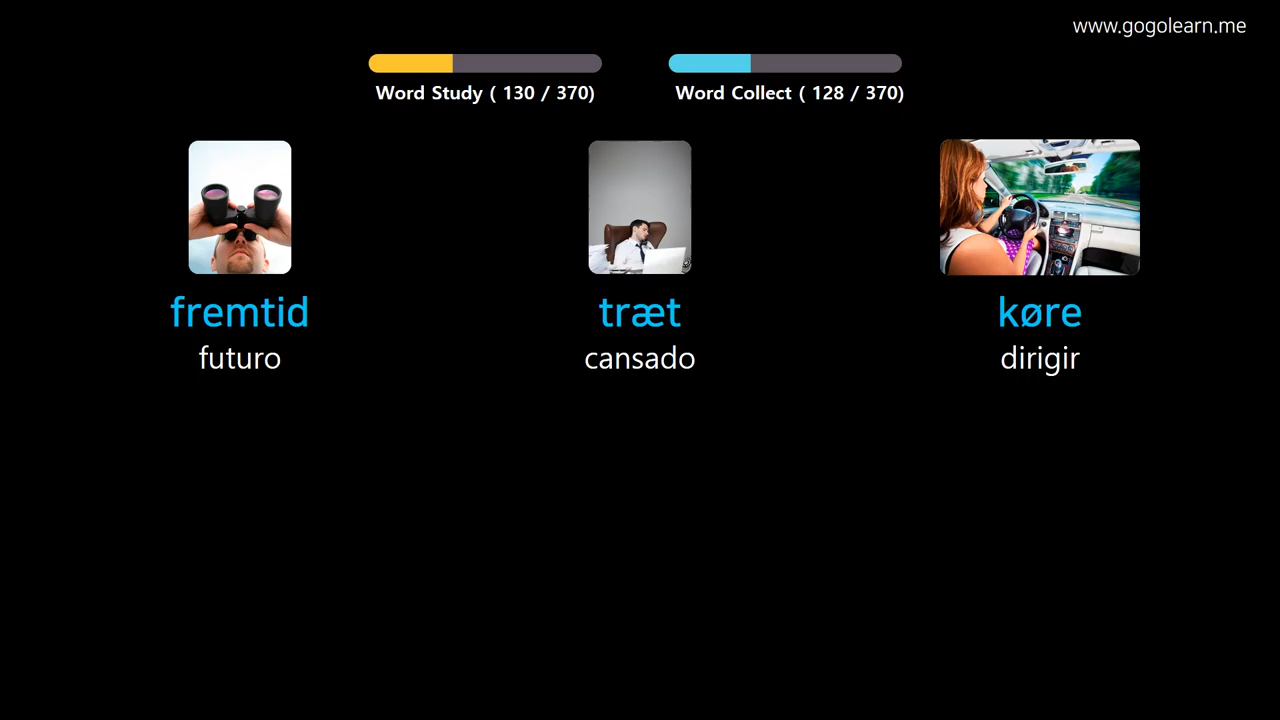 www.gogolearn.me
Word Study ( 130 / 370)
Word Collect ( 128 / 370)
fremtid
futuro
træt
cansado
køre
dirigir